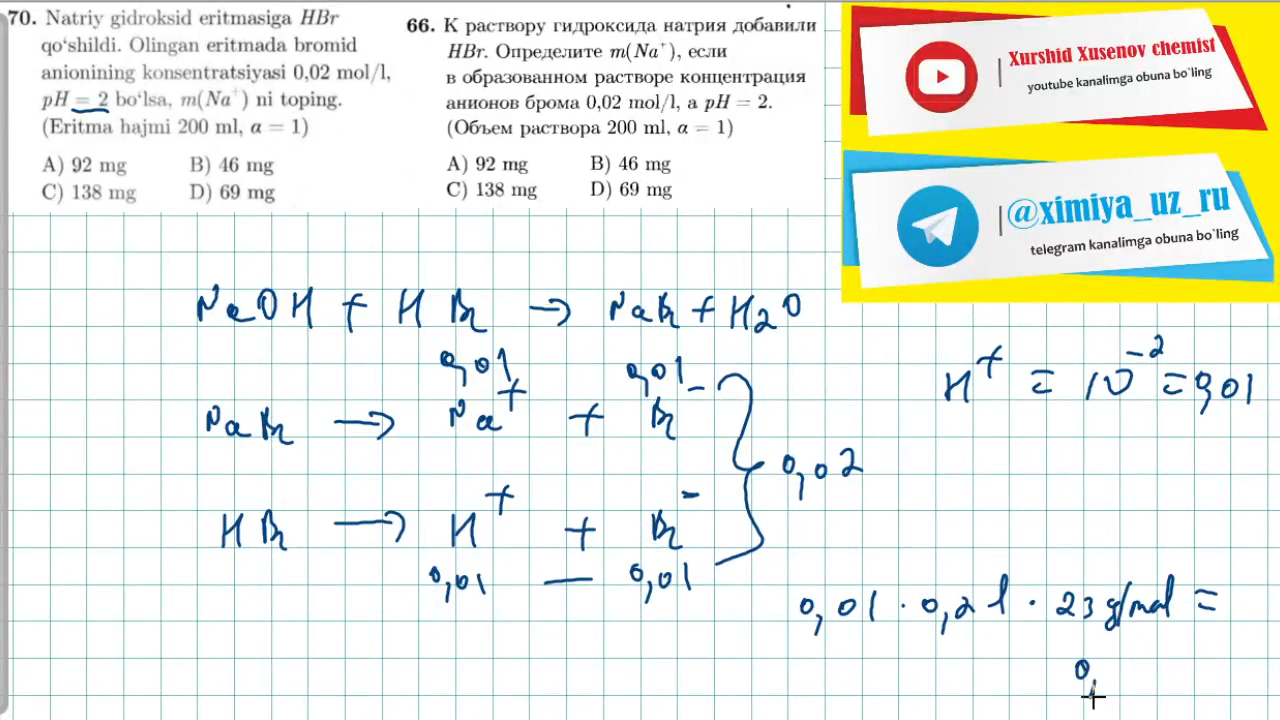 70. Natriy gidroksid eritmasiga HBr
qo‘shildi. Olingan eritmada bromid
anionining konsentratsiyasi 0,02 mol/l,
pH = 2 bo‘lsa, m(Na⁺) ni toping.
(Eritma hajmi 200 ml, α = 1)
A) 92 mg B) 46 mg
C) 138 mg D) 69 mg
66. К раствору гидроксида натрия добавили
HBr. Определите m(Na⁺), если
в образованном растворе концентрация
анионов брома 0,02 mol/l, а pH = 2.
(Объем раствора 200 ml, α = 1)
A) 92 mg B) 46 mg
C) 138 mg D) 69 mg
Xurshid Xusenov chemist
youtube kanalimga obuna bo`ling
@ximiya_uz_ru
telegram kanalimga obuna bo`ling
NaOH + HBr → NaBr + H2O
0,01 0,01
NaBr → Na⁺ + Br⁻
H⁺ = 10⁻² = 0,01
0,02
HBr → H⁺ + Br⁻
0,01 — 0,01
0,01 · 0,2 l · 23 g/mol =
0,